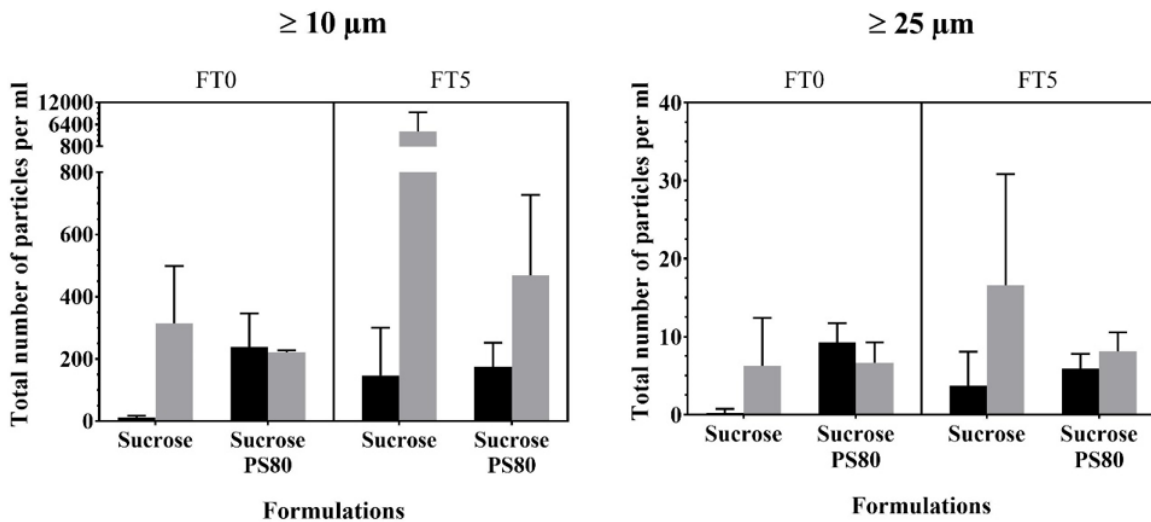 ≥ 10 µm
FT0
FT5
Total number of particles per ml
12000
6400
800
800
600
400
200
0
Sucrose
Sucrose
PS80
Sucrose
Sucrose
PS80
Formulations
≥ 25 µm
FT0
FT5
Total number of particles per ml
40
30
20
10
0
Sucrose
Sucrose
PS80
Sucrose
Sucrose
PS80
Formulations